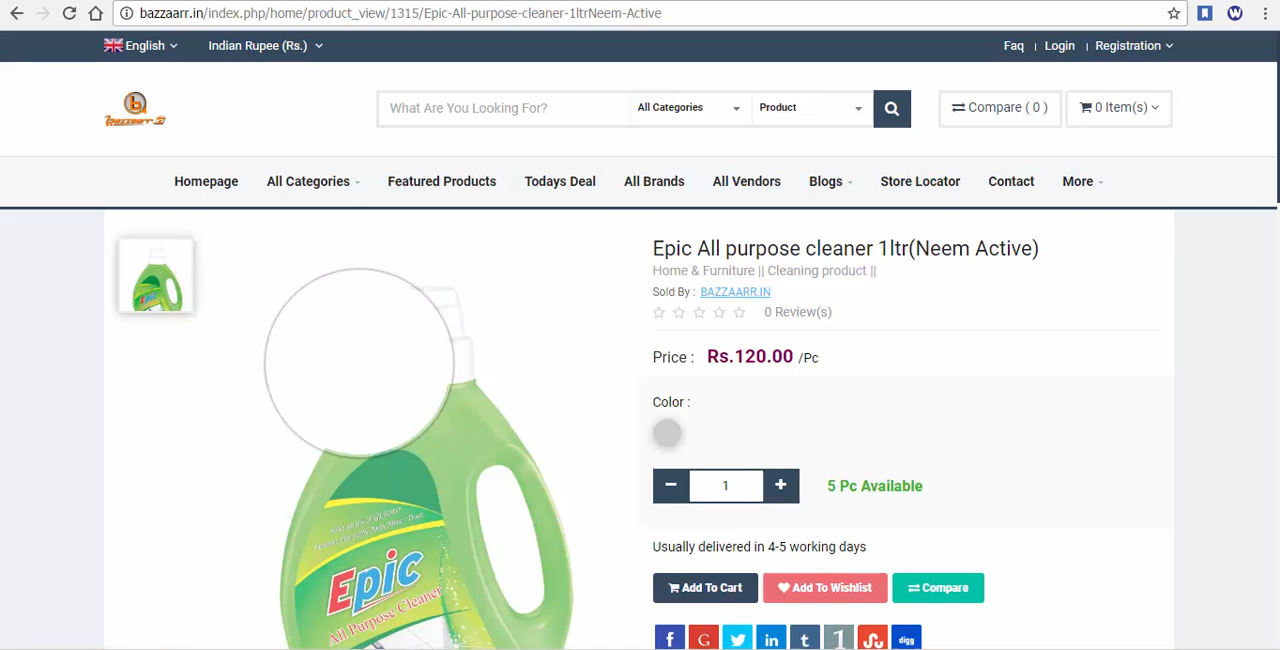 bazzaarr.in/index.php/home/product_view/1315/Epic-All-purpose-cleaner-1ltrNeem-Active
English Indian Rupee (Rs.) Faq Login Registration
What Are You Looking For? All Categories Product Compare ( 0 ) 0 Item(s)
Homepage All Categories Featured Products Todays Deal All Brands All Vendors Blogs Store Locator Contact More
Epic All purpose cleaner 1ltr(Neem Active)
Home & Furniture || Cleaning product ||
Sold By : BAZZAARR.IN
0 Review(s)
Price : Rs.120.00 /Pc
Color :
− 1 + 5 Pc Available
Usually delivered in 4-5 working days
Add To Cart Add To Wishlist Compare
Epic
All Purpose Cleaner
digg